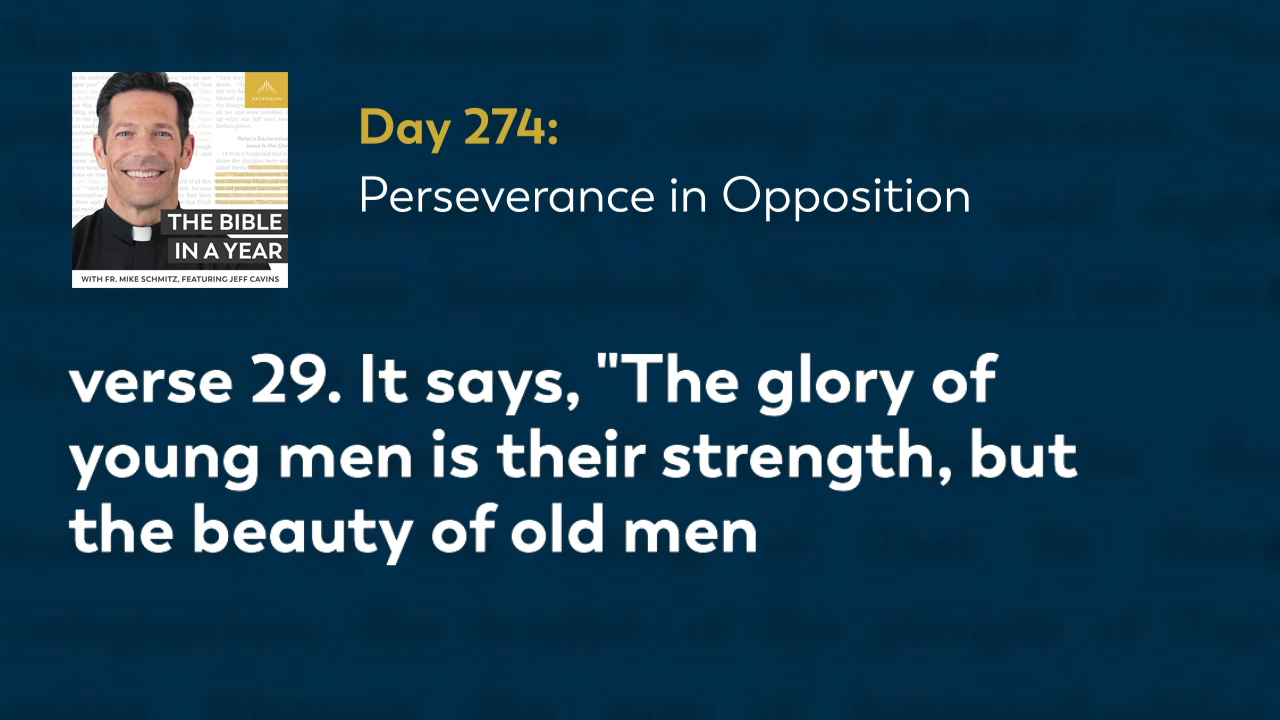 ASCENSION
THE BIBLE
IN A YEAR
WITH FR. MIKE SCHMITZ, FEATURING JEFF CAVINS
Day 274:
Perseverance in Opposition
verse 29. It says, "The glory of
young men is their strength, but
the beauty of old men